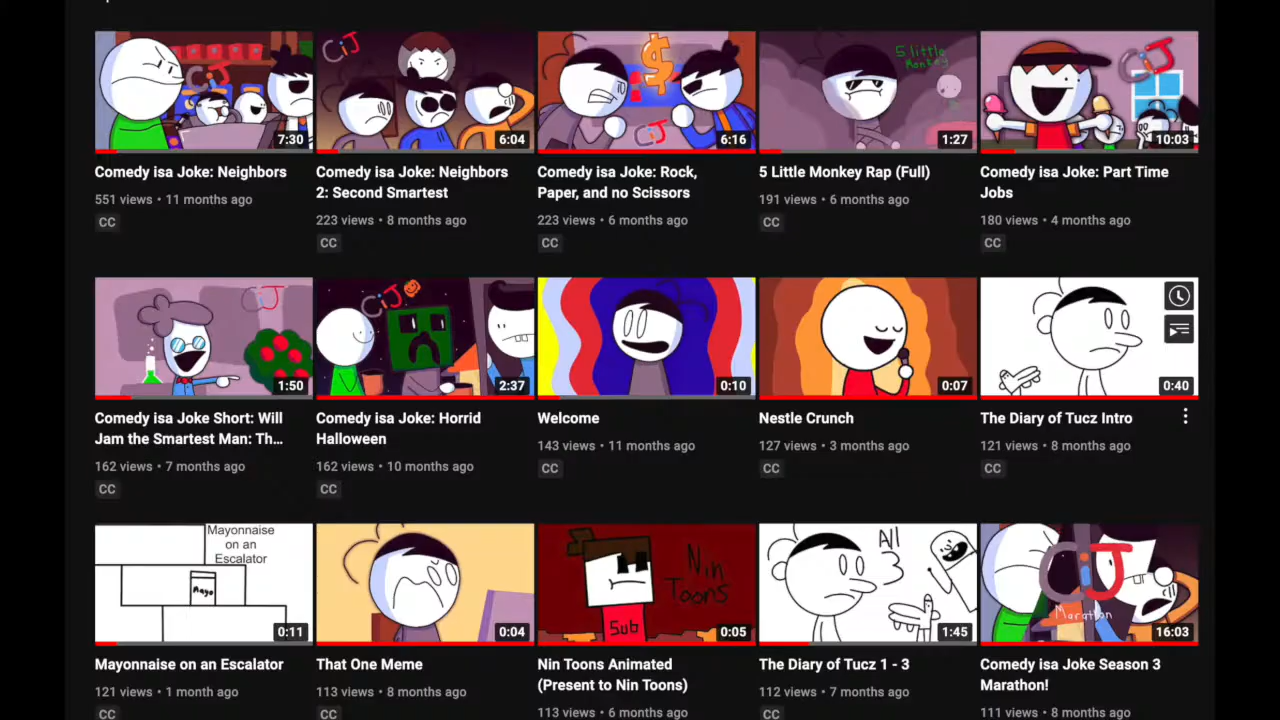 CiJ
7:30
CiJ
6:04
$
CiJ
6:16
5 little
Monkey
1:27
CiJ
10:03
Comedy isa Joke: Neighbors
551 views • 11 months ago
CC
Comedy isa Joke: Neighbors
2: Second Smartest
223 views • 8 months ago
CC
Comedy isa Joke: Rock,
Paper, and no Scissors
223 views • 6 months ago
CC
5 Little Monkey Rap (Full)
191 views • 6 months ago
CC
Comedy isa Joke: Part Time
Jobs
180 views • 4 months ago
CC
CiJ
1:50
CiJ
2:37
0:10
0:07
0:40
Comedy isa Joke Short: Will
Jam the Smartest Man: Th...
162 views • 7 months ago
CC
Comedy isa Joke: Horrid
Halloween
162 views • 10 months ago
CC
Welcome
143 views • 11 months ago
CC
Nestle Crunch
127 views • 3 months ago
CC
The Diary of Tucz Intro
121 views • 8 months ago
CC
Mayonnaise
on an
Escalator
Mayo
0:11
0:04
Nin
Toons
Sub
0:05
All
1:45
CiJ
Marathon
16:03
Mayonnaise on an Escalator
121 views • 1 month ago
CC
That One Meme
113 views • 8 months ago
CC
Nin Toons Animated
(Present to Nin Toons)
113 views • 6 months ago
The Diary of Tucz 1 - 3
112 views • 7 months ago
CC
Comedy isa Joke Season 3
Marathon!
111 views • 8 months ago